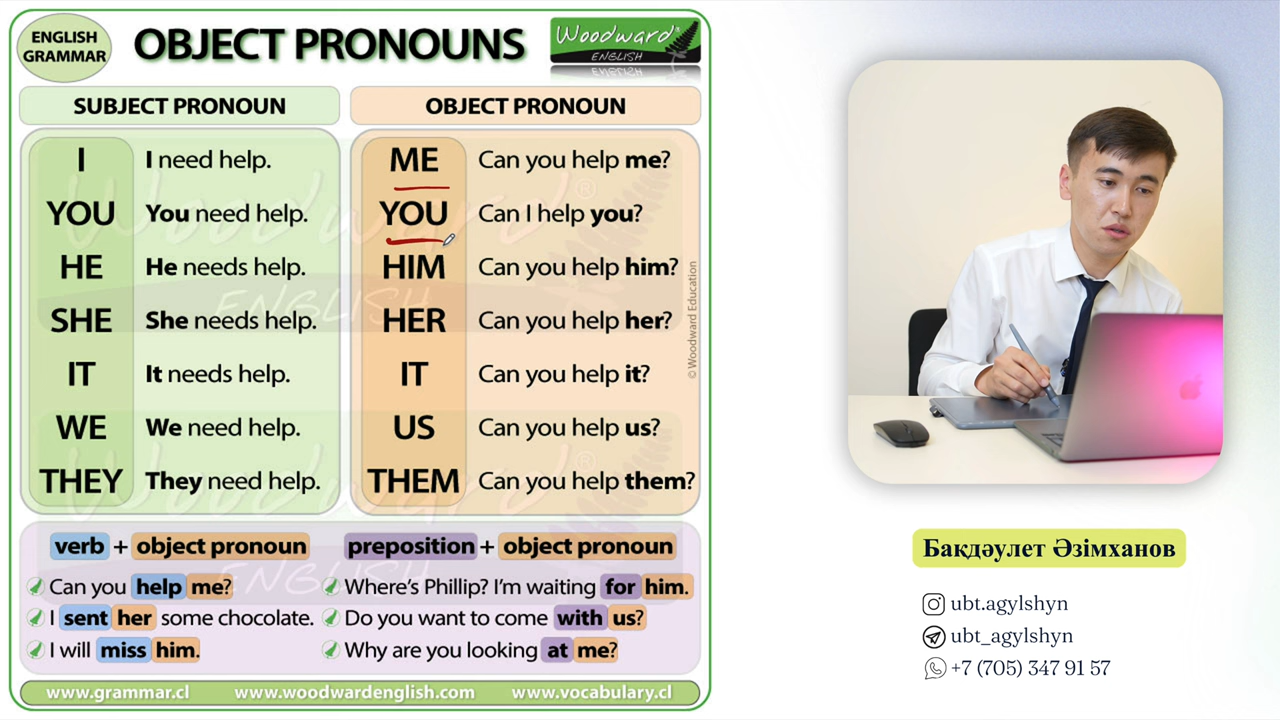 ENGLISH
GRAMMAR
OBJECT PRONOUNS
Woodward®
ENGLISH
SUBJECT PRONOUN
OBJECT PRONOUN
I I need help.
ME Can you help me?
YOU You need help.
YOU Can I help you?
HE He needs help.
HIM Can you help him?
SHE She needs help.
HER Can you help her?
IT It needs help.
IT Can you help it?
WE We need help.
US Can you help us?
THEY They need help.
THEM Can you help them?
© Woodward Education
verb + object pronoun
Can you help me?
I sent her some chocolate.
I will miss him.
preposition + object pronoun
Where's Phillip? I'm waiting for him.
Do you want to come with us?
Why are you looking at me?
www.grammar.cl www.woodwardenglish.com www.vocabulary.cl
Бақдәулет Әзімханов
ubt.agylshyn
ubt_agylshyn
+7 (705) 347 91 57